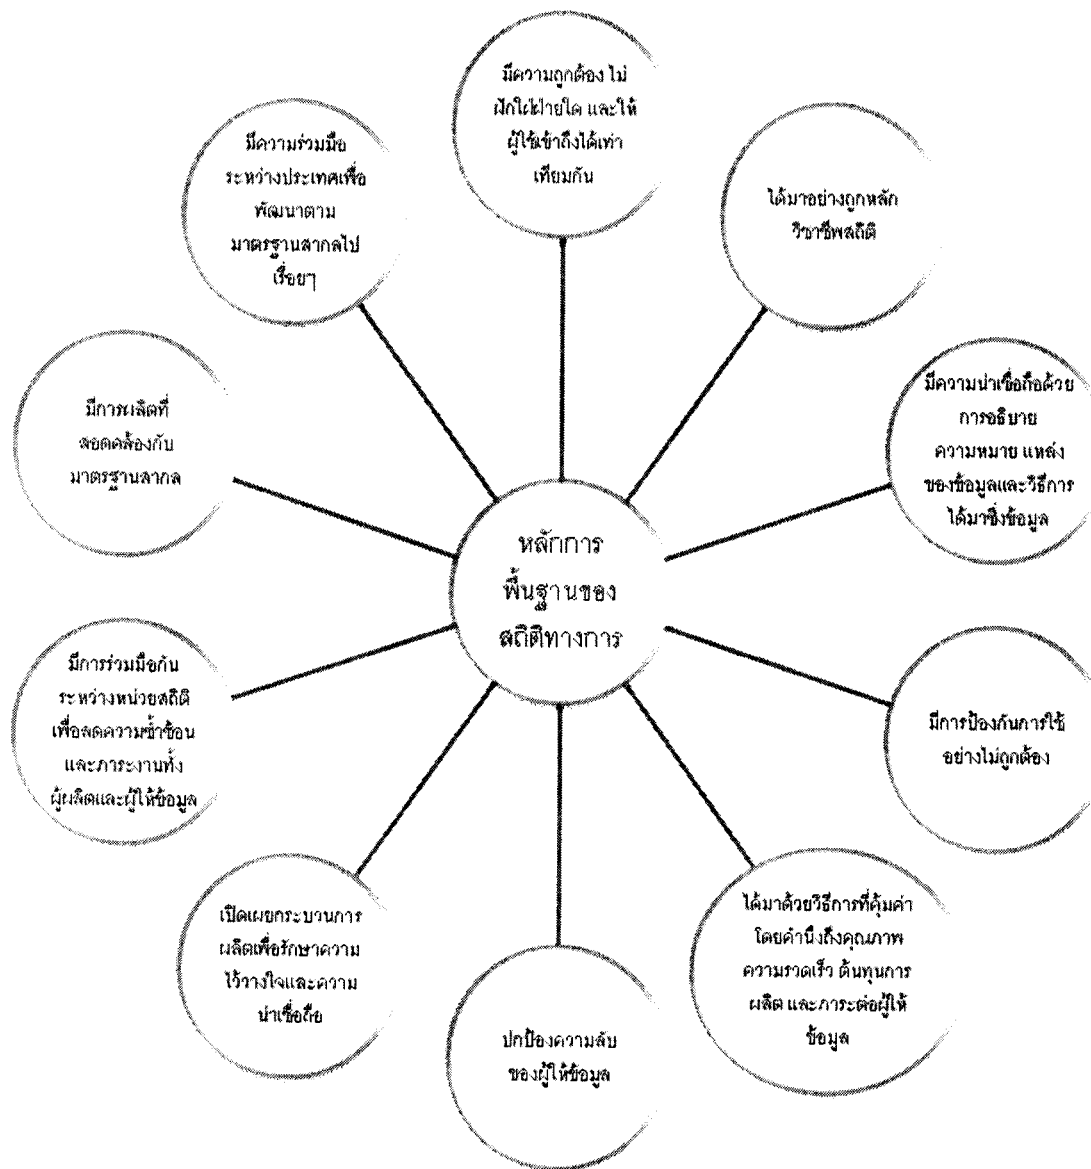 มีความถูกต้อง ไม่
ฝักใฝ่ฝ่ายใด และให้
ผู้ใช้เข้าถึงได้เท่า
เทียมกัน
ได้มาอย่างถูกหลัก
วิชาชีพสถิติ
มีความน่าเชื่อถือด้วย
การอธิบาย
ความหมาย แหล่ง
ของข้อมูลและวิธีการ
ได้มาซึ่งข้อมูล
มีการป้องกันการใช้
อย่างไม่ถูกต้อง
ได้มาด้วยวิธีการที่คุ้มค่า
โดยคำนึงถึงคุณภาพ
ความรวดเร็ว ต้นทุนการ
ผลิต และภาระต่อผู้ให้
ข้อมูล
ปกป้องความลับ
ของผู้ให้ข้อมูล
เปิดเผยกระบวนการ
ผลิตเพื่อรักษาความ
ไว้วางใจและความ
น่าเชื่อถือ
มีการร่วมมือกัน
ระหว่างหน่วยสถิติ
เพื่อลดความซ้ำซ้อน
และภาระงานทั้ง
ผู้ผลิตและผู้ให้ข้อมูล
มีการผลิตที่
สอดคล้องกับ
มาตรฐานสากล
มีความร่วมมือ
ระหว่างประเทศเพื่อ
พัฒนาตาม
มาตรฐานสากลไป
เรื่อยๆ
หลักการ
พื้นฐานของ
สถิติทางการ